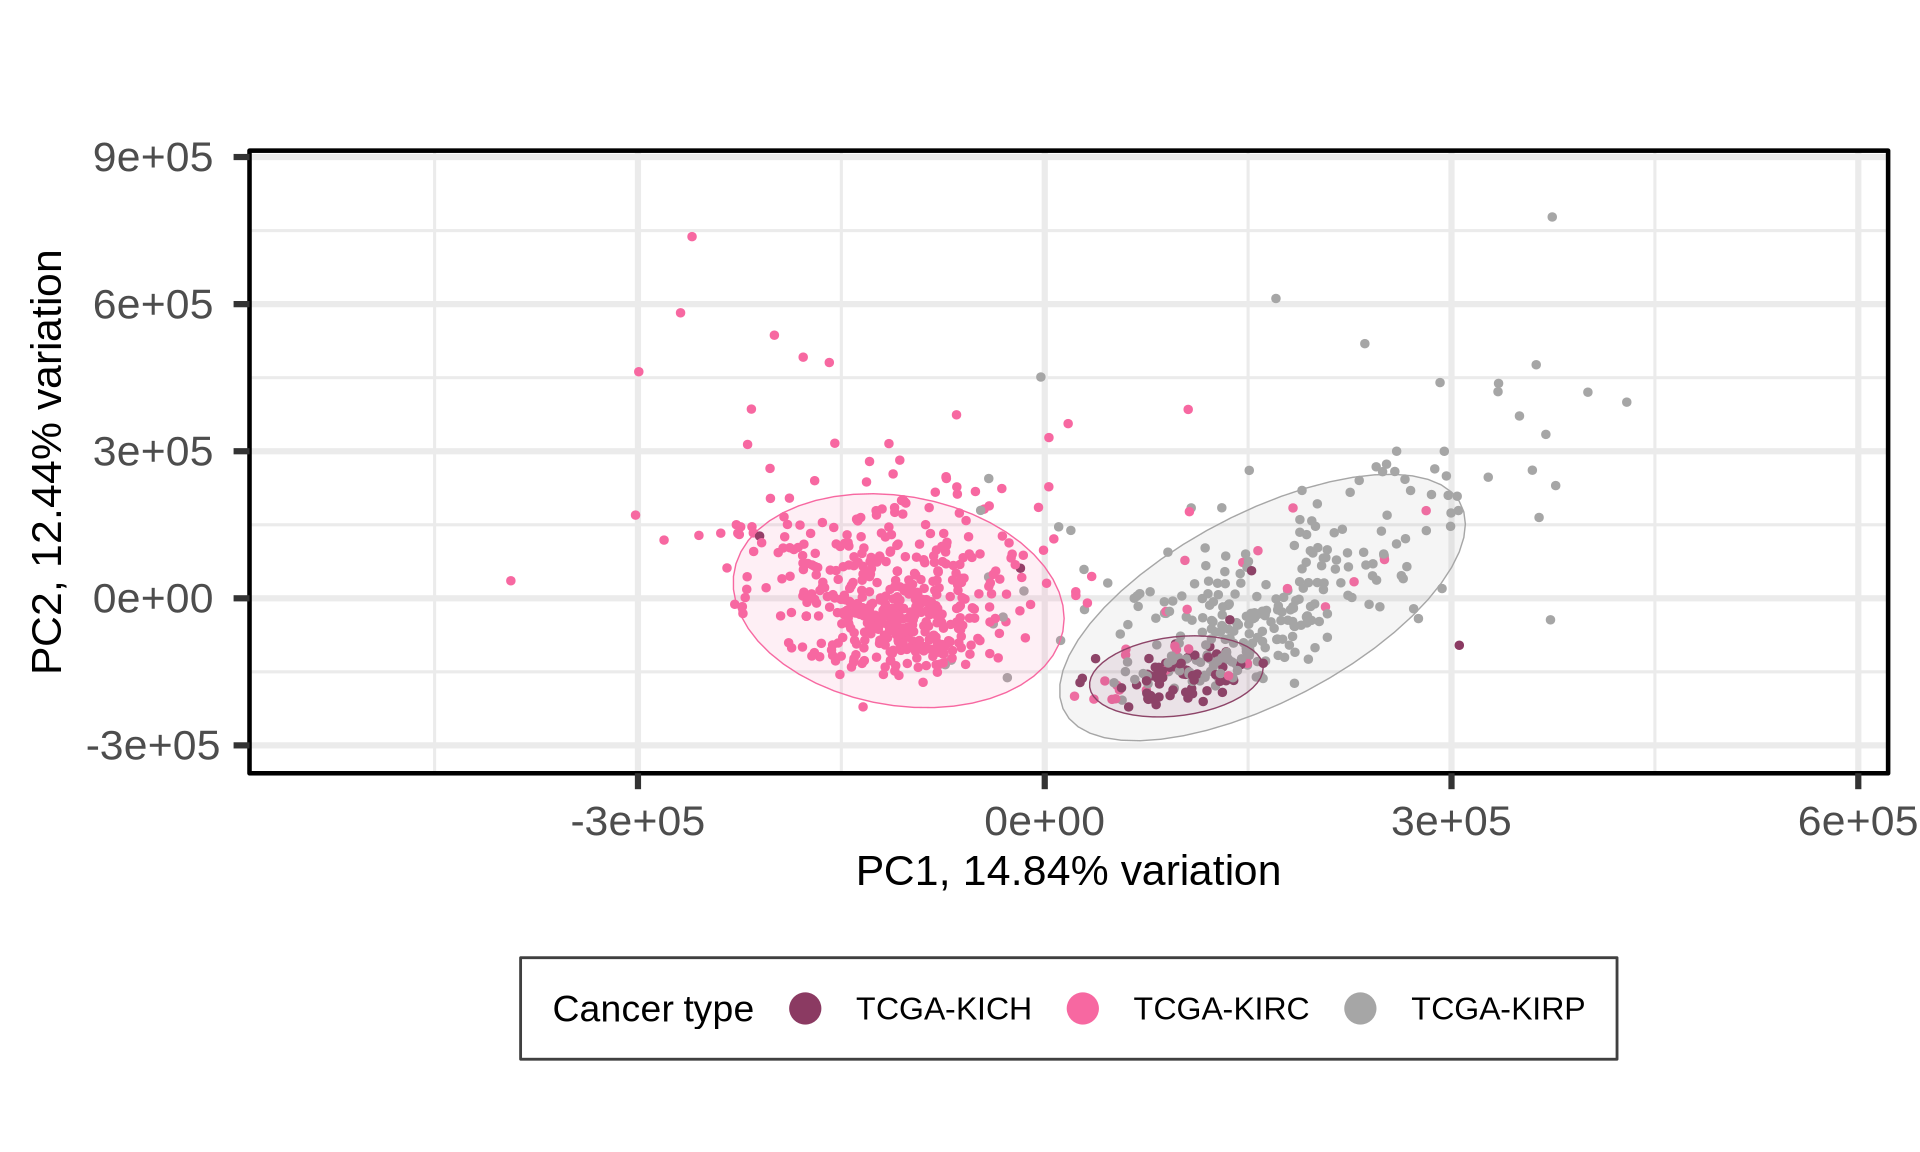 9e+05
6e+05
3e+05
0e+00
-3e+05
PC2, 12.44% variation
-3e+05 0e+00 3e+05 6e+05
PC1, 14.84% variation
Cancer type TCGA-KICH TCGA-KIRC TCGA-KIRP